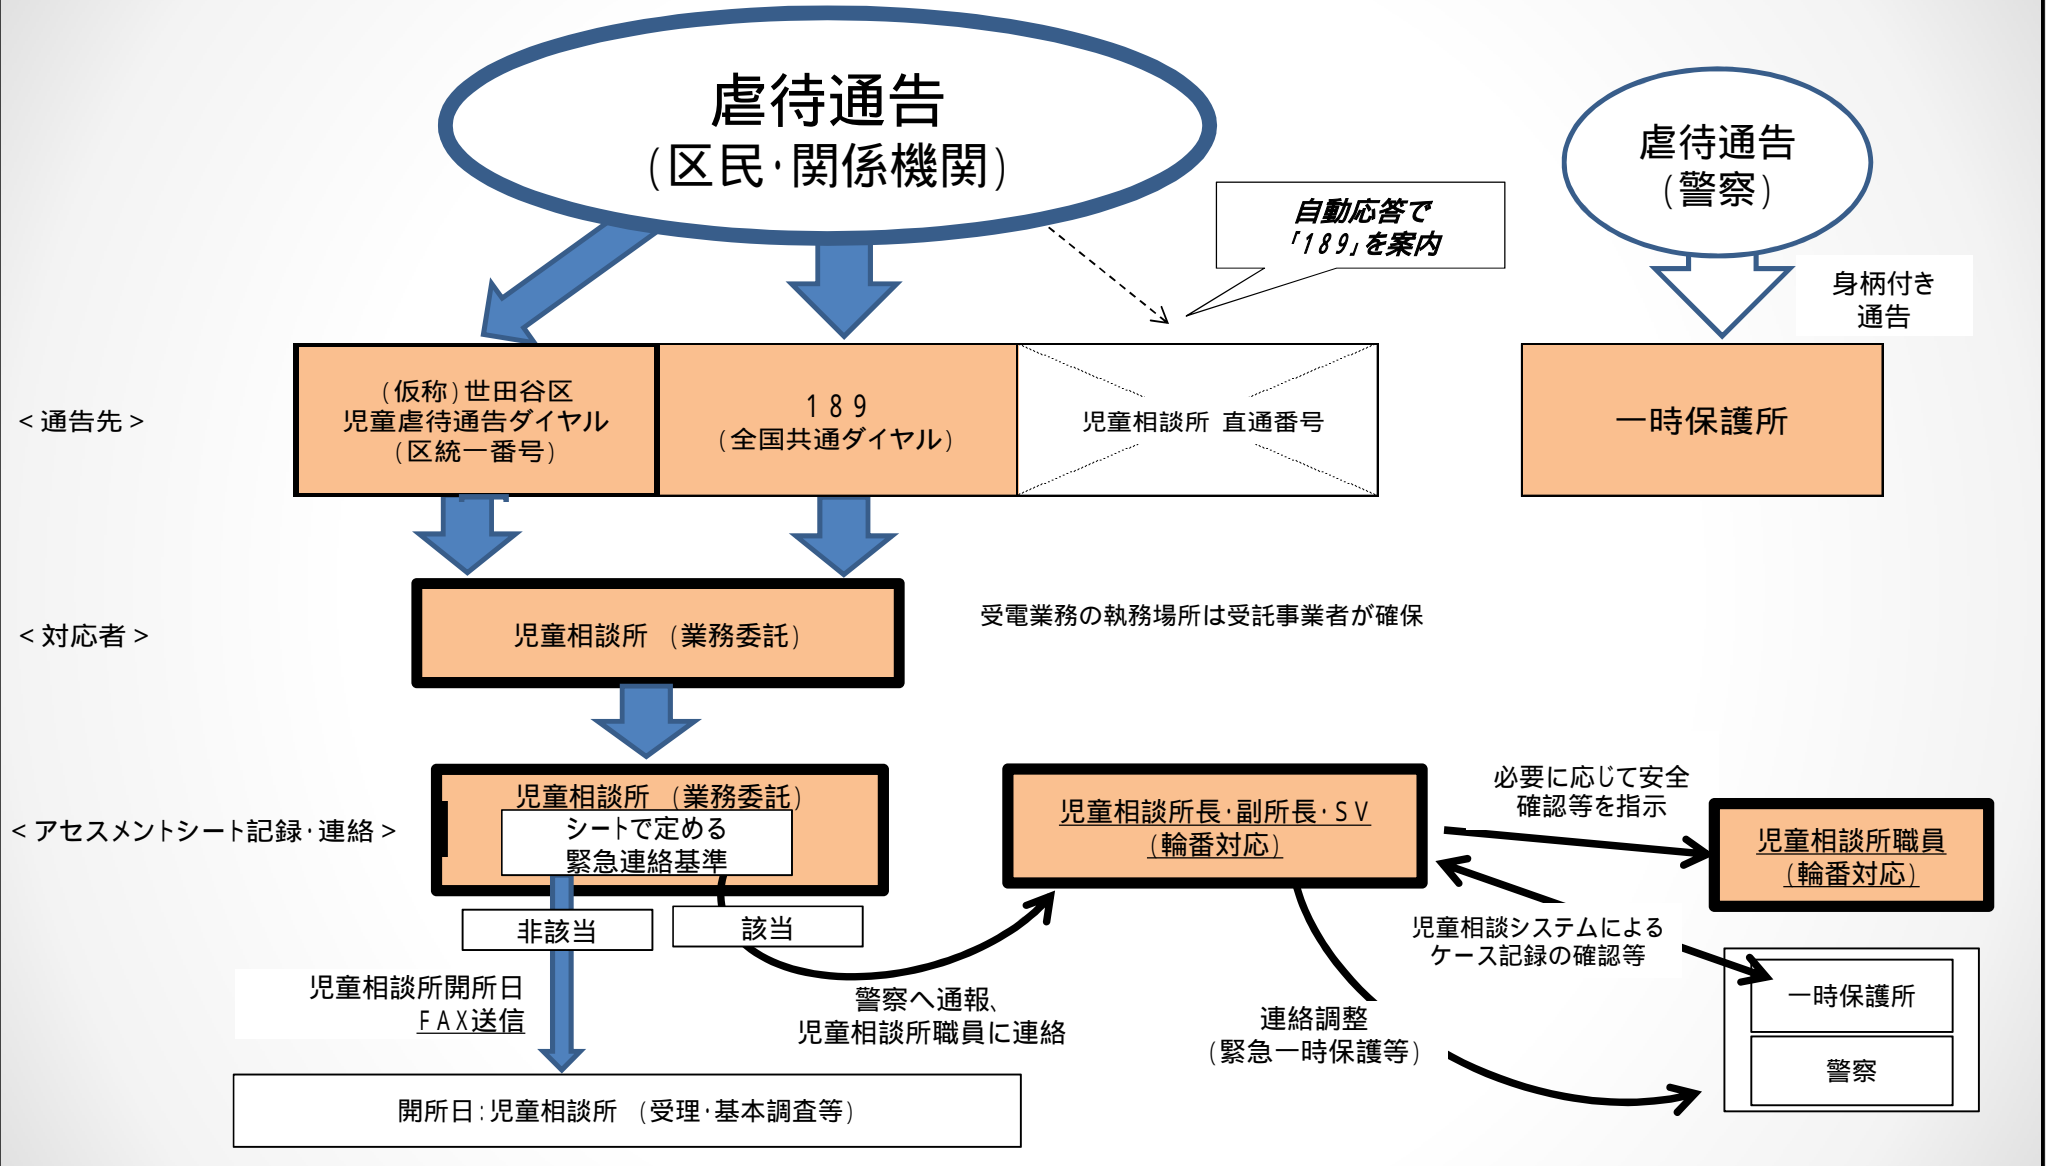 虐待通告
(区民･関係機関)
虐待通告
(警察)
自動応答で
｢189｣を案内
身柄付き
通告
<通告先>
(仮称)世田谷区
児童虐待通告ダイヤル
(区統一番号)
189
(全国共通ダイヤル)
児童相談所 直通番号
一時保護所
<対応者>
児童相談所 (業務委託)
受電業務の執務場所は受託事業者が確保
<アセスメントシート記録･連絡>
児童相談所 (業務委託)
シートで定める
緊急連絡基準
児童相談所長･副所長･SV
(輪番対応)
必要に応じて安全
確認等を指示
児童相談所職員
(輪番対応)
非該当
該当
児童相談システムによる
ケース記録の確認等
児童相談所開所日
FAX送信
警察へ通報、
児童相談所職員に連絡
連絡調整
(緊急一時保護等)
一時保護所
警察
開所日:児童相談所 (受理･基本調査等)